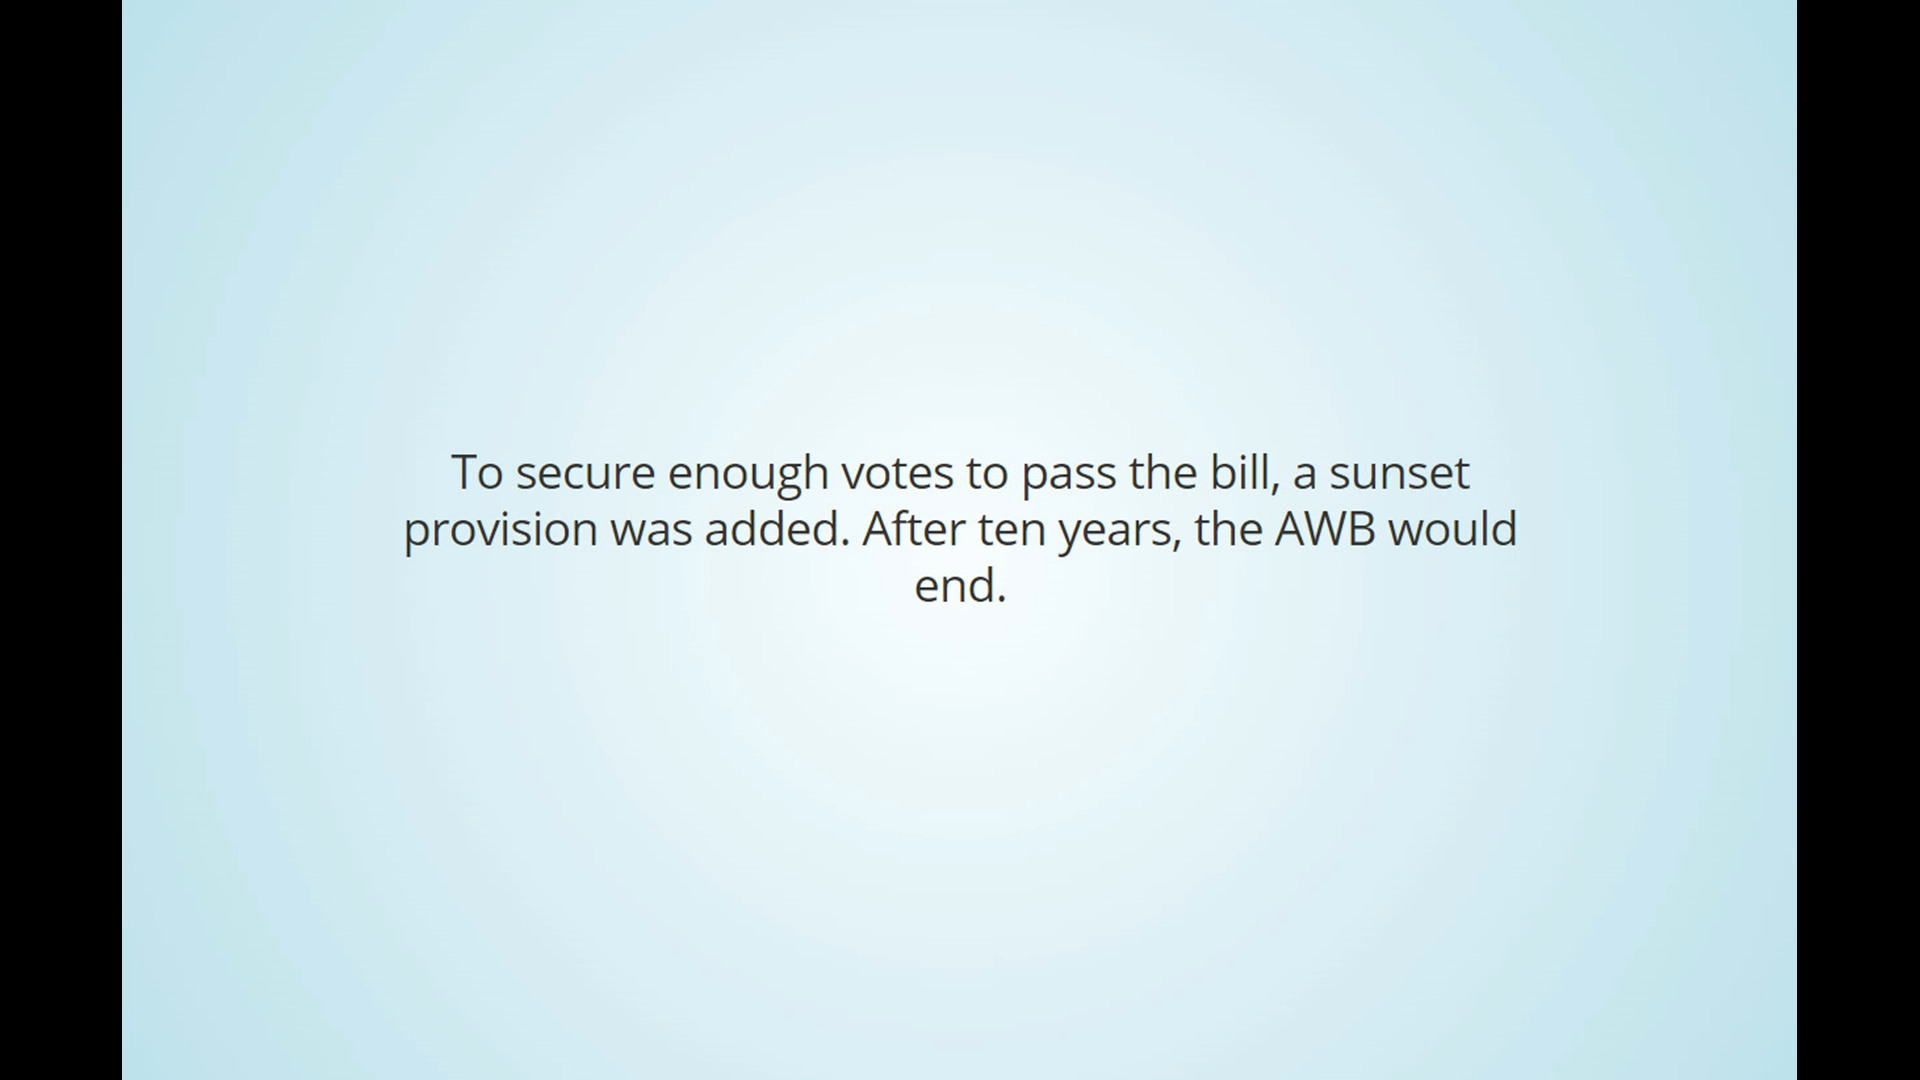 To secure enough votes to pass the bill, a sunset
provision was added. After ten years, the AWB would
end.